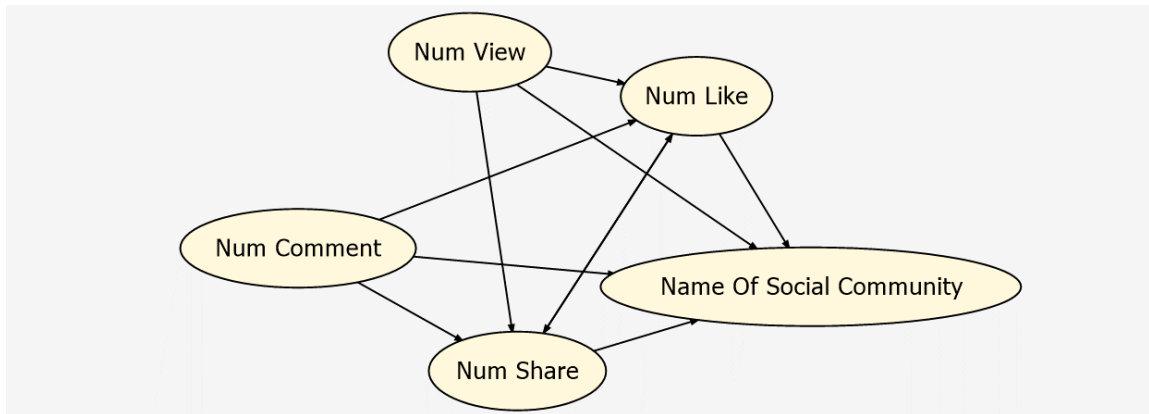 Num View
Num Like
Num Comment
Name Of Social Community
Num Share